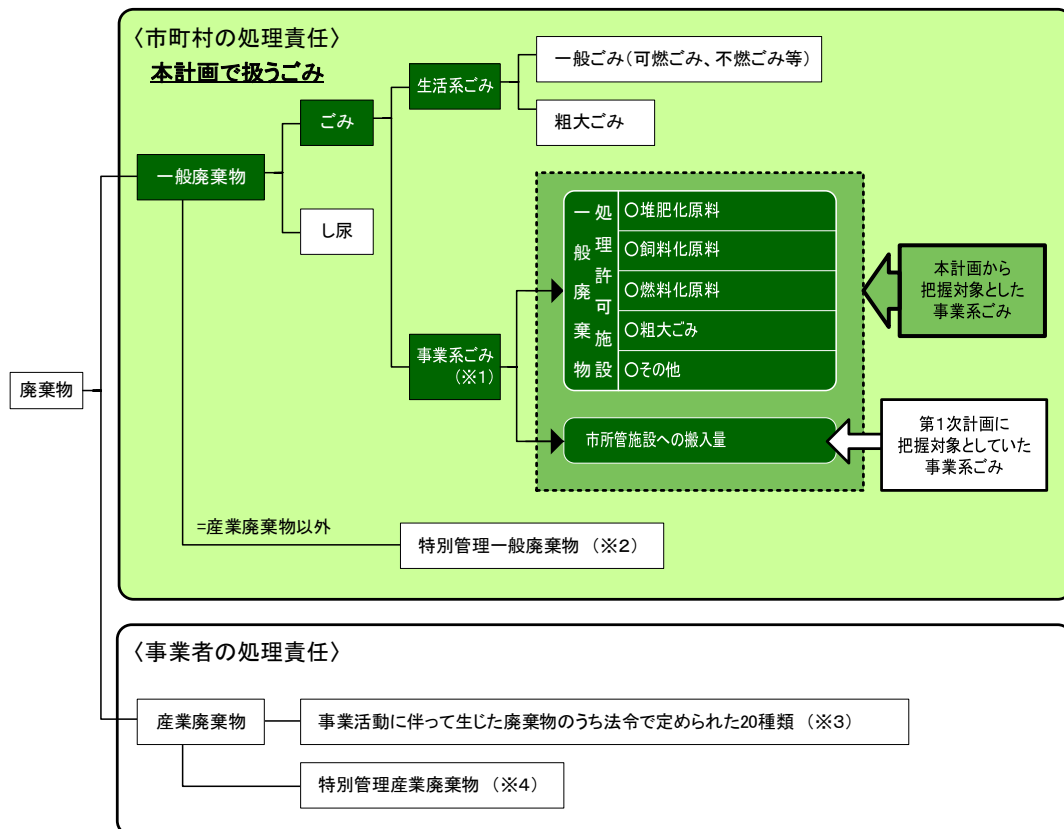 〈市町村の処理責任〉
本計画で扱うごみ
生活系ごみ
一般ごみ（可燃ごみ、不燃ごみ等）
粗大ごみ
ごみ
一般廃棄物
し尿
一般廃棄物
処理許可施設
〇堆肥化原料
〇飼料化原料
〇燃料化原料
〇粗大ごみ
〇その他
本計画から
把握対象とした
事業系ごみ
事業系ごみ
（※1）
廃棄物
市所管施設への搬入量
第１次計画に
把握対象としていた
事業系ごみ
=産業廃棄物以外
特別管理一般廃棄物　（※２）
〈事業者の処理責任〉
産業廃棄物
事業活動に伴って生じた廃棄物のうち法令で定められた20種類　（※３）
特別管理産業廃棄物　（※４）